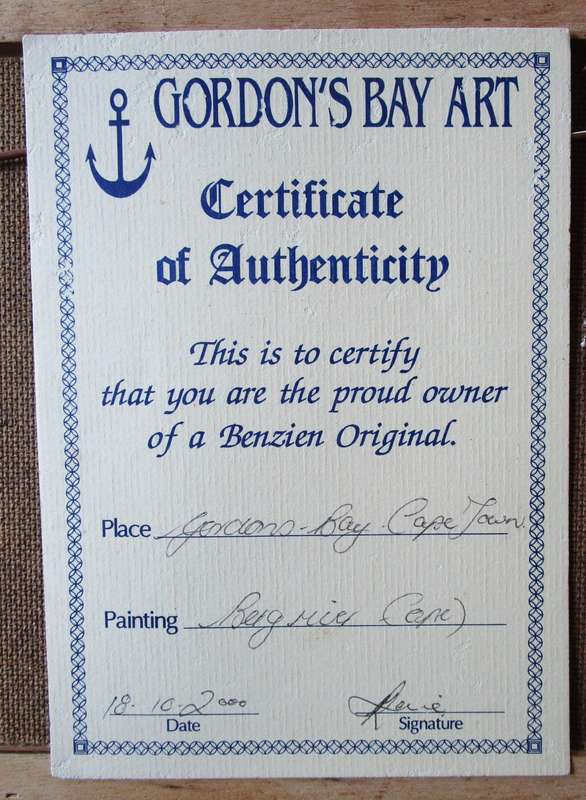 GORDON'S BAY ART
Certificate
of Authenticity
This is to certify
that you are the proud owner
of a Benzien Original.
Place Gordons-Bay. Cape Town.
Painting Bergrivier (Cape)
18-10-2000
Date
Signature